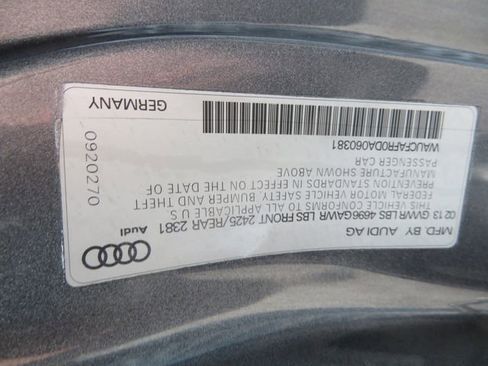 Audi
MFD. BY AUDI AG
02 13 GVWR LBS 4696 GAWR LBS FRONT 2425/REAR 2381
THIS VEHICLE CONFORMS TO ALL APPLICABLE U S
FEDERAL MOTOR VEHICLE SAFETY BUMPER AND THEFT
PREVENTION STANDARDS IN EFFECT ON THE DATE OF
MANUFACTURE SHOWN ABOVE
PASSENGER CAR
WAUCFAFR0DA060381
GERMANY
0920270